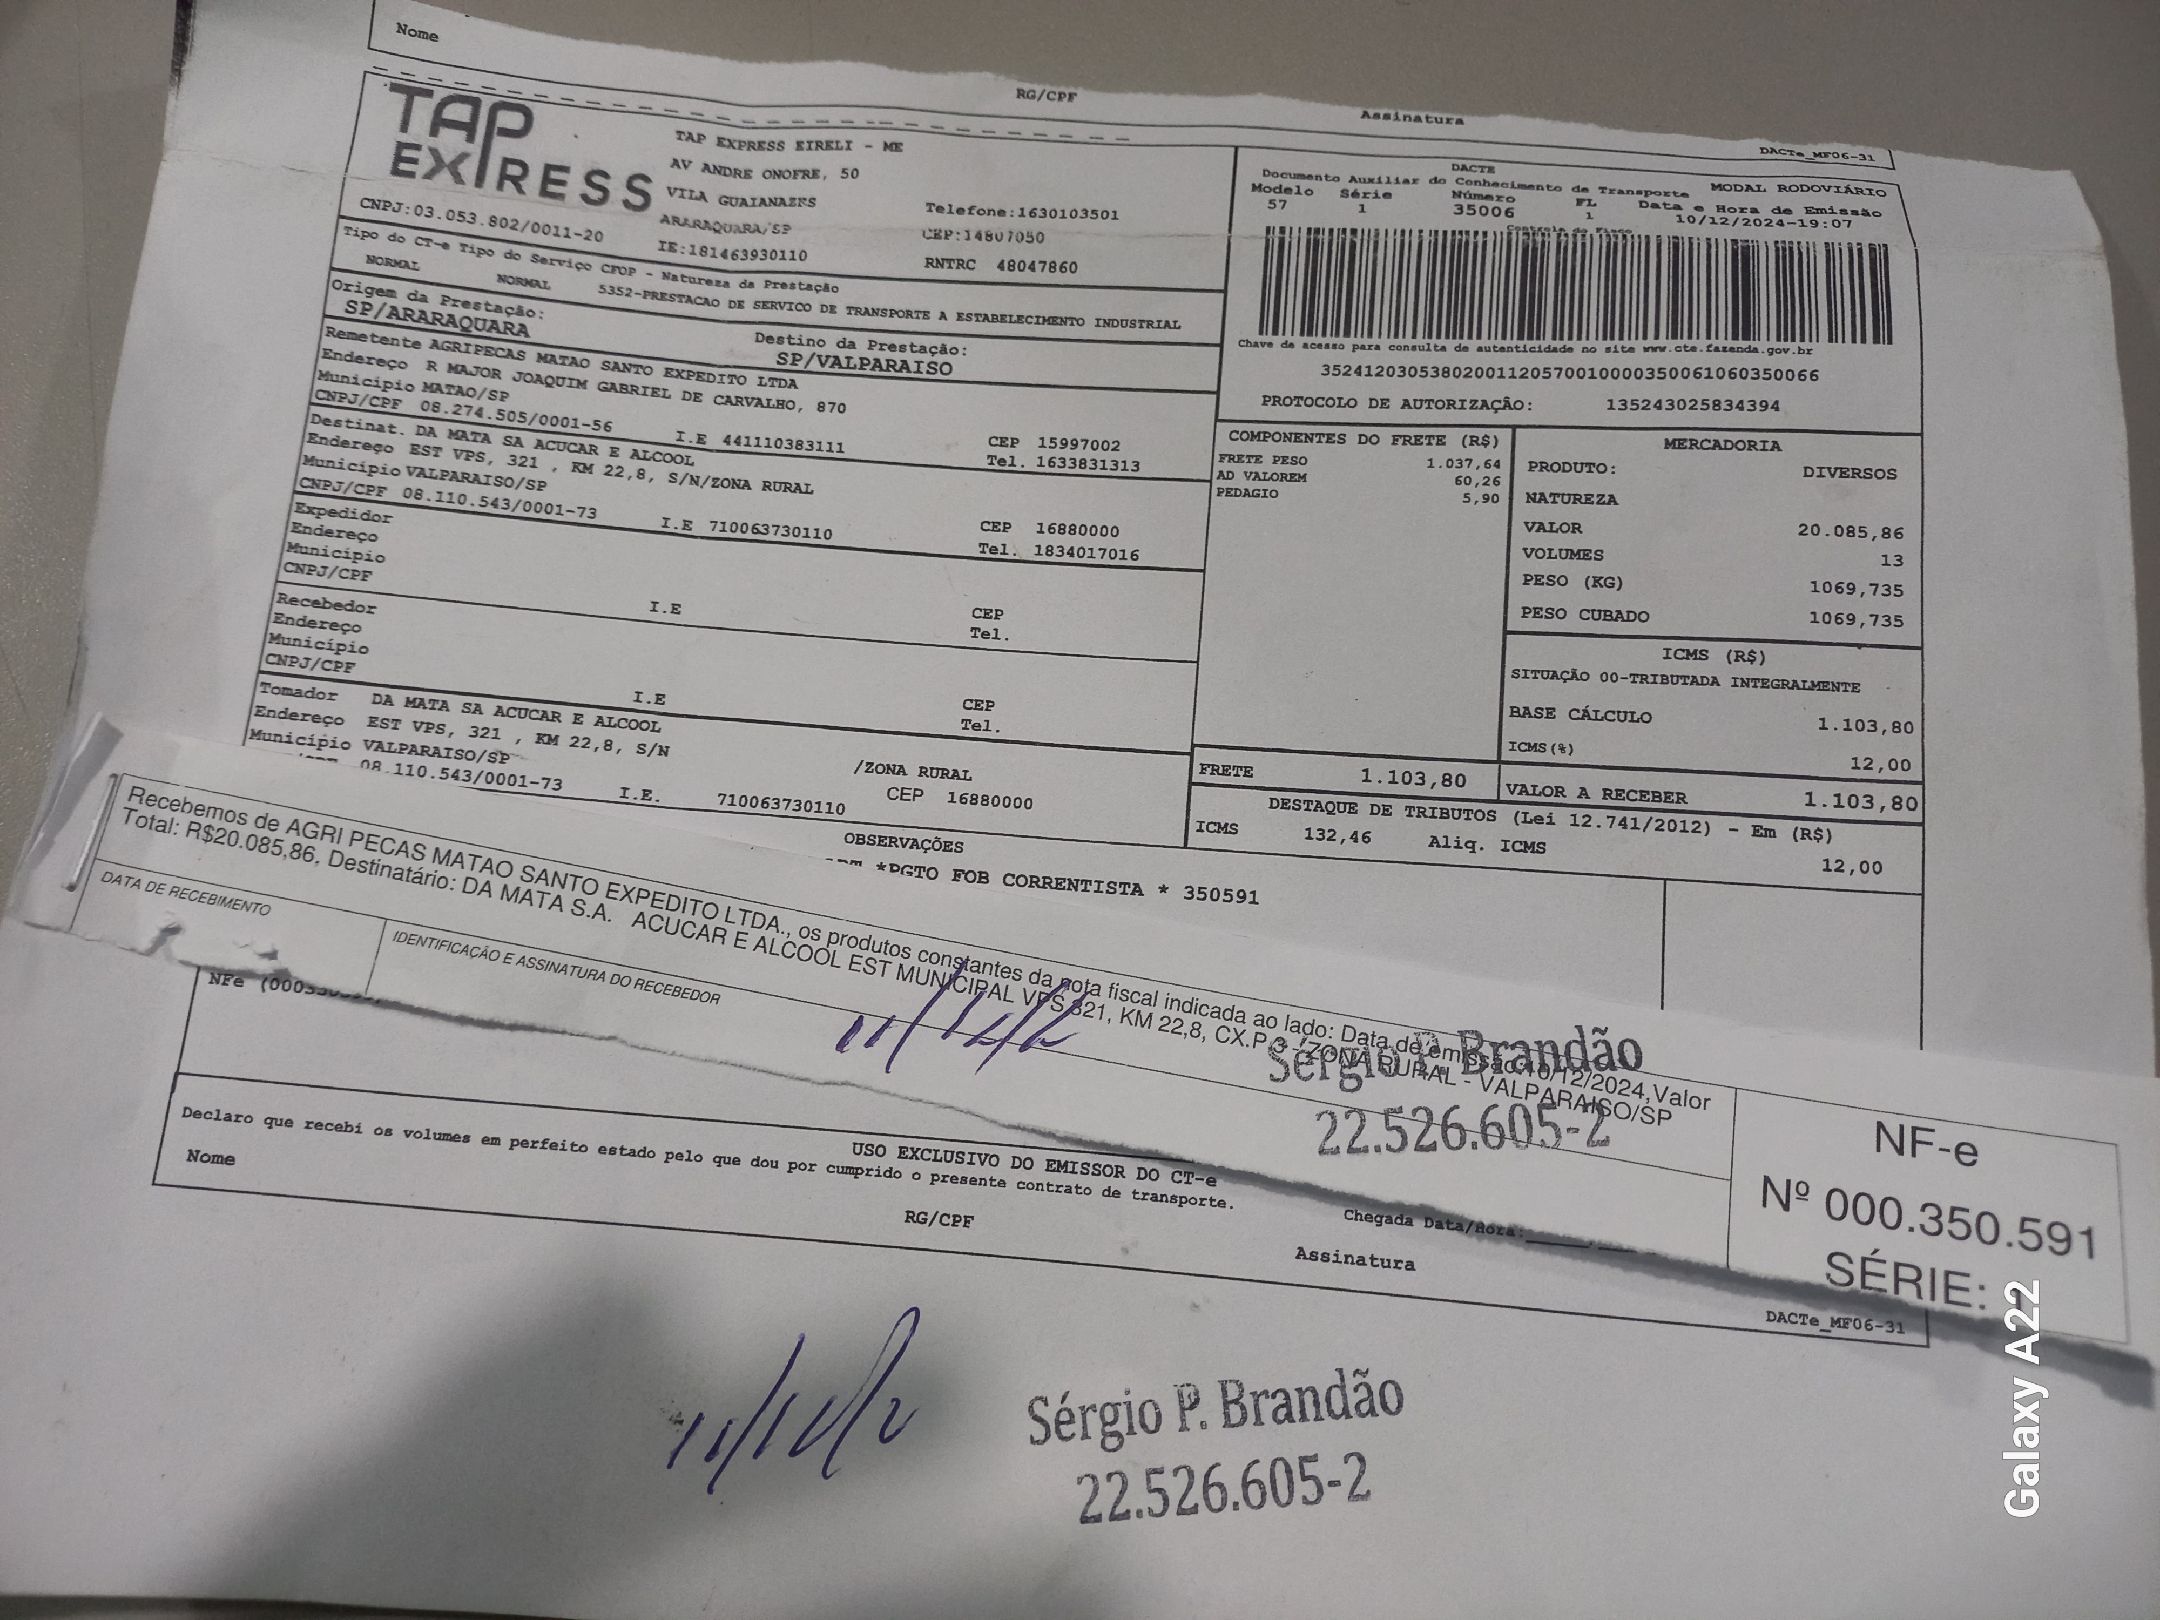 Nome
RG/CPF
Assinatura
DACTe_MF06-31
TAP
EXPRESS
CNPJ:03.053.802/0011-20
TAP EXPRESS EIRELI - ME
AV ANDRE ONOFRE, 50
VILA GUAIANAZES
ARARAQUARA/SP
IE:181463930110
Telefone:1630103501
CEP:14807050
RNTRC 48047860
DACTE
Documento Auxiliar do Conhecimento de Transporte
MODAL RODOVIÁRIO
Modelo Série Número FL Data e Hora de Emissão
57 1 35006 1 10/12/2024-19:07
Controle do Fisco
Chave de acesso para consulta de autenticidade no site www.cte.fazenda.gov.br
35241203053802001120570010000350061060350066
PROTOCOLO DE AUTORIZAÇÃO: 135243025834394
Tipo do CT-e Tipo do Serviço CFOP - Natureza da Prestação
NORMAL NORMAL 5352-PRESTACAO DE SERVICO DE TRANSPORTE A ESTABELECIMENTO INDUSTRIAL
Origem da Prestação:
SP/ARARAQUARA
Destino da Prestação:
SP/VALPARAISO
Remetente AGRIPECAS MATAO SANTO EXPEDITO LTDA
Endereço R MAJOR JOAQUIM GABRIEL DE CARVALHO, 870
Município MATAO/SP CEP 15997002
CNPJ/CPF 08.274.505/0001-56 I.E 441110383111 Tel. 1633831313
Destinat. DA MATA SA ACUCAR E ALCOOL
Endereço EST VPS, 321 , KM 22,8, S/N/ZONA RURAL
Município VALPARAISO/SP CEP 16880000
CNPJ/CPF 08.110.543/0001-73 I.E 710063730110 Tel. 1834017016
Expedidor
Endereço
Município CEP
CNPJ/CPF I.E Tel.
Recebedor
Endereço
Município CEP
CNPJ/CPF I.E Tel.
Tomador DA MATA SA ACUCAR E ALCOOL
Endereço EST VPS, 321 , KM 22,8, S/N /ZONA RURAL
Município VALPARAISO/SP CEP 16880000
08.110.543/0001-73 I.E. 710063730110
COMPONENTES DO FRETE (R$)
FRETE PESO 1.037,64
AD VALOREM 60,26
PEDAGIO 5,90
MERCADORIA
PRODUTO: DIVERSOS
NATUREZA
VALOR 20.085,86
VOLUMES 13
PESO (KG) 1069,735
PESO CUBADO 1069,735
ICMS (R$)
SITUAÇÃO 00-TRIBUTADA INTEGRALMENTE
BASE CÁLCULO 1.103,80
ICMS(%) 12,00
FRETE 1.103,80
VALOR A RECEBER 1.103,80
DESTAQUE DE TRIBUTOS (Lei 12.741/2012) - Em (R$)
ICMS 132,46 Aliq. ICMS 12,00
OBSERVAÇÕES
*PGTO FOB CORRENTISTA * 350591
Recebemos de AGRI PECAS MATAO SANTO EXPEDITO LTDA., os produtos constantes da nota fiscal indicada ao lado: Data de emissão:10/12/2024,Valor
Total: R$20.085,86, Destinatário: DA MATA S.A. ACUCAR E ALCOOL EST MUNICIPAL VPS 321, KM 22,8, CX.P 3 -/ZONA RURAL - VALPARAISO/SP
DATA DE RECEBIMENTO
IDENTIFICAÇÃO E ASSINATURA DO RECEBEDOR
11/12/2
Sérgio P. Brandão
22.526.605-2
NF-e
Nº 000.350.591
SÉRIE:
NFe
USO EXCLUSIVO DO EMISSOR DO CT-e
Declaro que recebi os volumes em perfeito estado pelo que dou por cumprido o presente contrato de transporte.
Nome
RG/CPF
Chegada Data/Hora:
Assinatura
DACTe_MF06-31
11/12/2
Sérgio P. Brandão
22.526.605-2
Galaxy A22